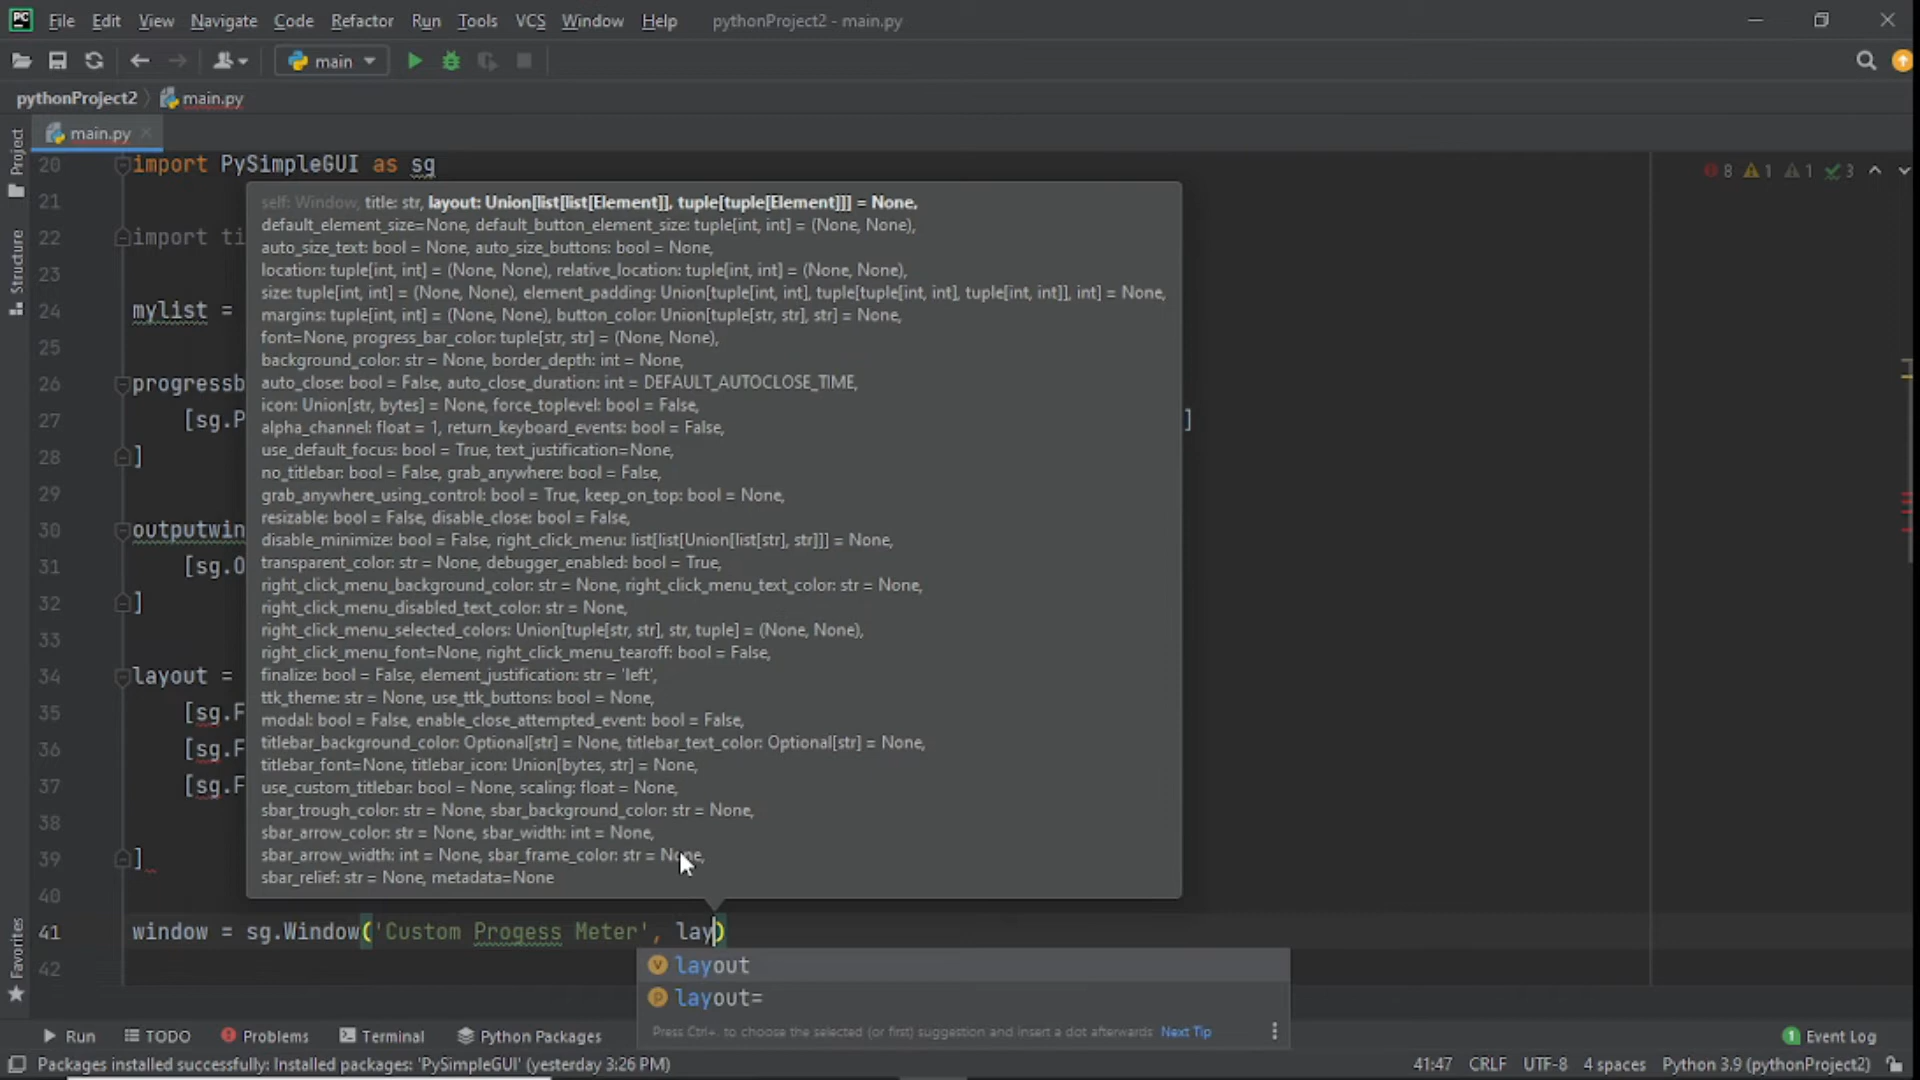 PC File Edit View Navigate Code Refactor Run Tools VCS Window Help pythonProject2 - main.py
main
pythonProject2 main.py
main.py
Project
Structure
Favorites
20 import PySimpleGUI as sg
8 1 1 3
21 self: Window, title: str, layout: Union[list[list[Element]], tuple[tuple[Element]]] = None,
default_element_size=None, default_button_element_size: tuple[int, int] = (None, None),
22 import ti
auto_size_text: bool = None, auto_size_buttons: bool = None,
23 location: tuple[int, int] = (None, None), relative_location: tuple[int, int] = (None, None),
size: tuple[int, int] = (None, None), element_padding: Union[tuple[int, int], tuple[tuple[int, int], tuple[int, int]], int] = None,
24 mylist =
margins: tuple[int, int] = (None, None), button_color: Union[tuple[str, str], str] = None,
font=None, progress_bar_color: tuple[str, str] = (None, None),
25 background_color: str = None, border_depth: int = None,
26 progressb
auto_close: bool = False, auto_close_duration: int = DEFAULT_AUTOCLOSE_TIME,
icon: Union[str, bytes] = None, force_toplevel: bool = False,
27 [sg.P ]
alpha_channel: float = 1, return_keyboard_events: bool = False,
use_default_focus: bool = True, text_justification=None,
28 ]
no_titlebar: bool = False, grab_anywhere: bool = False,
29 grab_anywhere_using_control: bool = True, keep_on_top: bool = None,
resizable: bool = False, disable_close: bool = False,
30 outputwin
disable_minimize: bool = False, right_click_menu: list[list[Union[list[str], str]]] = None,
31 [sg.O
transparent_color: str = None, debugger_enabled: bool = True,
right_click_menu_background_color: str = None, right_click_menu_text_color: str = None,
32 ]
right_click_menu_disabled_text_color: str = None,
33 right_click_menu_selected_colors: Union[tuple[str, str], str, tuple] = (None, None),
right_click_menu_font=None, right_click_menu_tearoff: bool = False,
34 layout =
finalize: bool = False, element_justification: str = 'left',
ttk_theme: str = None, use_ttk_buttons: bool = None,
35 [sg.F
modal: bool = False, enable_close_attempted_event: bool = False,
36 [sg.F
titlebar_background_color: Optional[str] = None, titlebar_text_color: Optional[str] = None,
titlebar_font=None, titlebar_icon: Union[bytes, str] = None,
37 [sg.F
use_custom_titlebar: bool = None, scaling: float = None,
38 sbar_trough_color: str = None, sbar_background_color: str = None,
sbar_arrow_color: str = None, sbar_width: int = None,
39 ]
sbar_arrow_width: int = None, sbar_frame_color: str = None,
sbar_relief: str = None, metadata=None
40
41 window = sg.Window('Custom Progess Meter', lay)
42
layout
layout=
Press Ctrl+. to choose the selected (or first) suggestion and insert a dot afterwards Next Tip
Run TODO Problems Terminal Python Packages 1 Event Log
Packages installed successfully: Installed packages: 'PySimpleGUI' (yesterday 3:26 PM) 41:47 CRLF UTF-8 4 spaces Python 3.9 (pythonProject2)